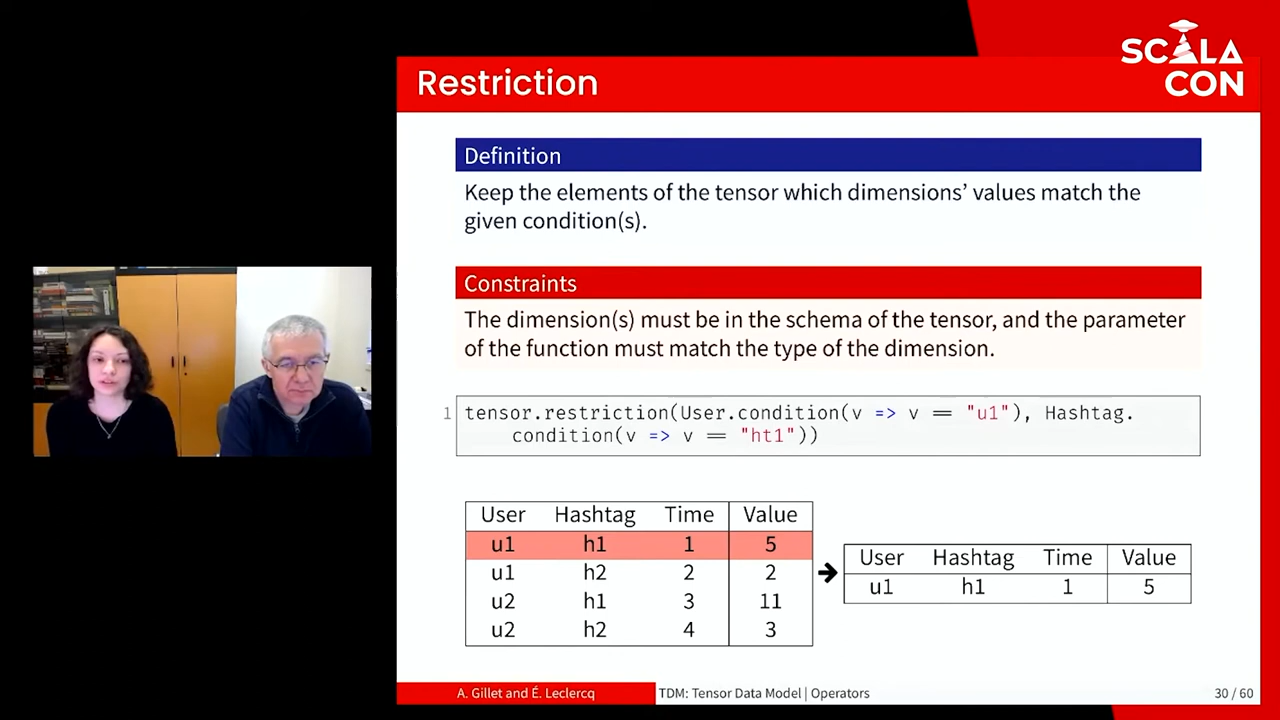 SCALA
CON
Restriction
Definition
Keep the elements of the tensor which dimensions’ values match the
given condition(s).
Constraints
The dimension(s) must be in the schema of the tensor, and the parameter
of the function must match the type of the dimension.
1 tensor.restriction(User.condition(v => v == "u1"), Hashtag.
condition(v => v == "ht1"))
User Hashtag Time Value
u1 h1 1 5
u1 h2 2 2
u2 h1 3 11
u2 h2 4 3
User Hashtag Time Value
u1 h1 1 5
A. Gillet and É. Leclercq TDM: Tensor Data Model | Operators 30 / 60